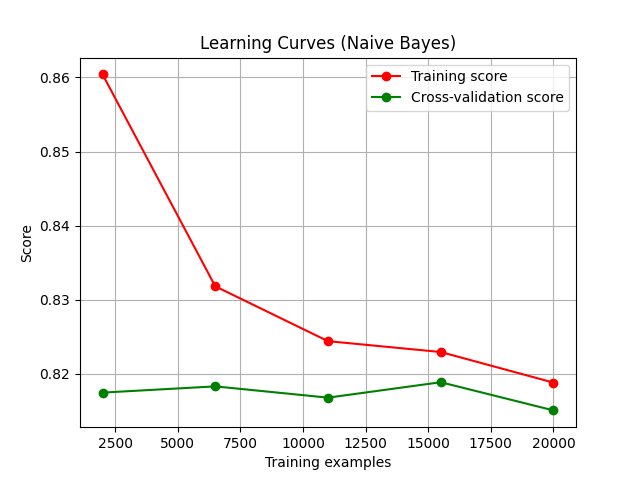 Learning Curves (Naive Bayes)
Training score
Cross-validation score
0.86
0.85
0.84
0.83
0.82
Score
2500 5000 7500 10000 12500 15000 17500 20000
Training examples